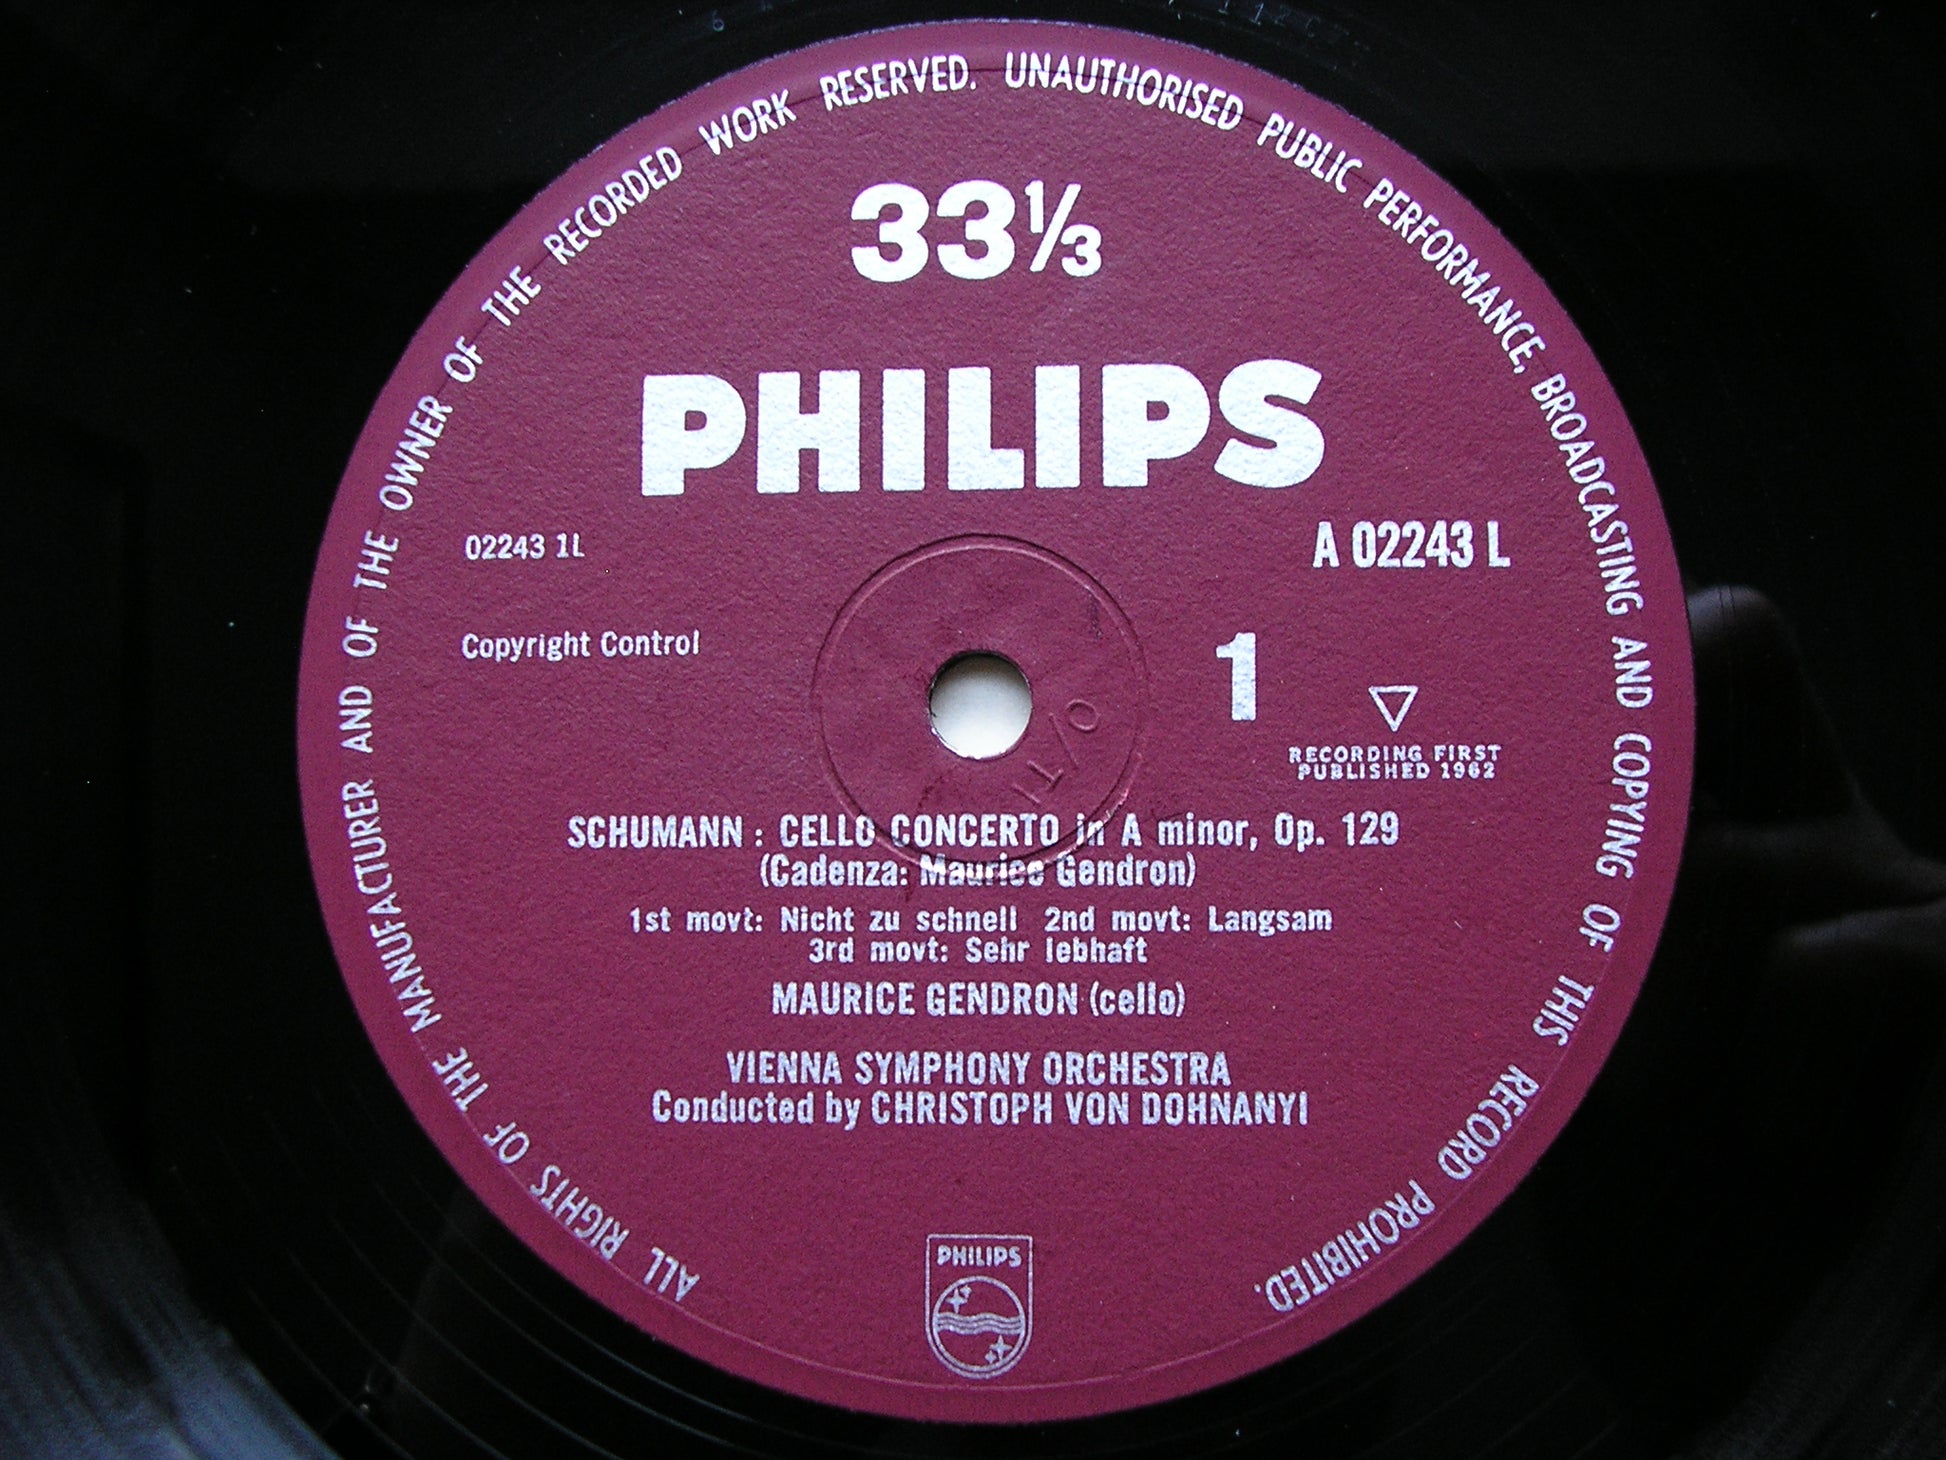 ALL RIGHTS OF THE MANUFACTURER AND OF THE OWNER OF THE RECORDED WORK RESERVED. UNAUTHORISED PUBLIC PERFORMANCE, BROADCASTING AND COPYING OF THIS RECORD PROHIBITED.
33⅓
PHILIPS
02243 1L
A 02243 L
Copyright Control
1
RECORDING FIRST
PUBLISHED 1962
SCHUMANN : CELLO CONCERTO in A minor, Op. 129
(Cadenza: Maurice Gendron)
1st movt: Nicht zu schnell 2nd movt: Langsam
3rd movt: Sehr lebhaft
MAURICE GENDRON (cello)
VIENNA SYMPHONY ORCHESTRA
Conducted by CHRISTOPH VON DOHNANYI
PHILIPS